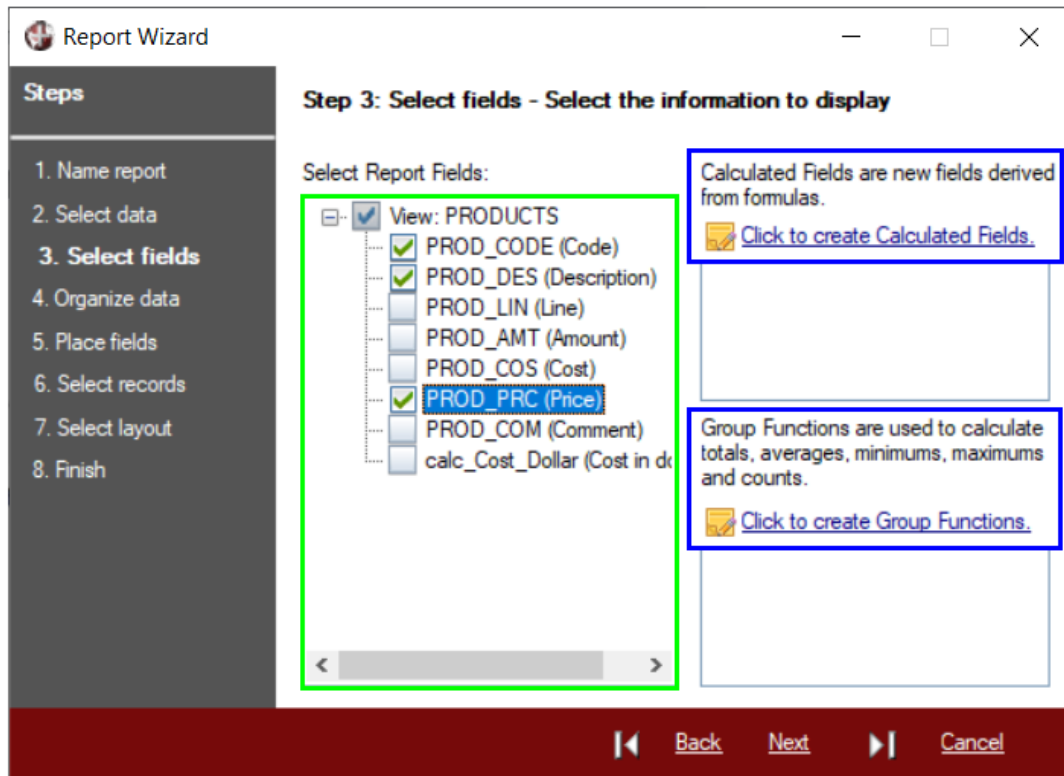 Report Wizard
Steps
1. Name report
2. Select data
3. Select fields
4. Organize data
5. Place fields
6. Select records
7. Select layout
8. Finish
Step 3: Select fields - Select the information to display
Select Report Fields:
View: PRODUCTS
PROD_CODE (Code)
PROD_DES (Description)
PROD_LIN (Line)
PROD_AMT (Amount)
PROD_COS (Cost)
PROD_PRC (Price)
PROD_COM (Comment)
calc_Cost_Dollar (Cost in do
Calculated Fields are new fields derived
from formulas.
Click to create Calculated Fields.
Group Functions are used to calculate
totals, averages, minimums, maximums
and counts.
Click to create Group Functions.
Back Next Cancel